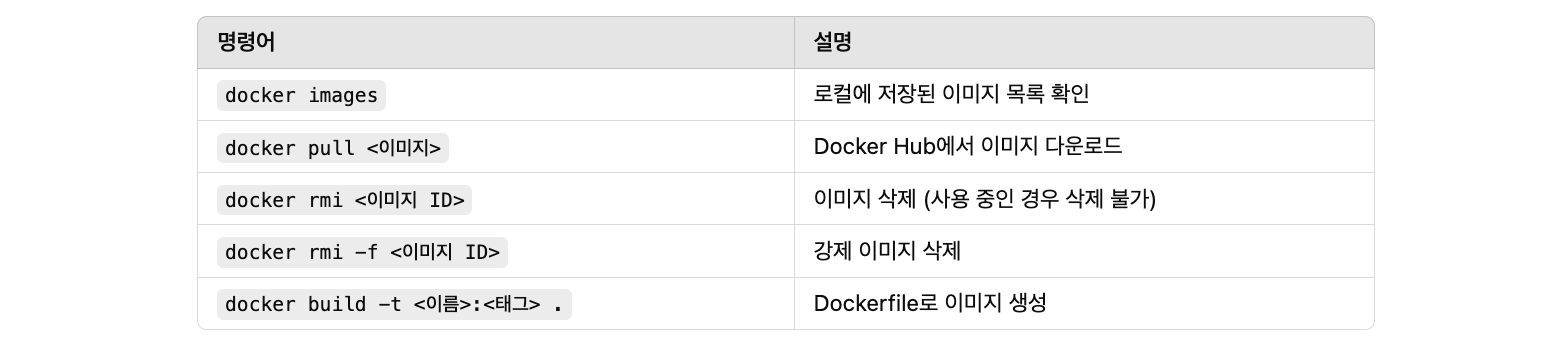 명령어 설명
docker images 로컬에 저장된 이미지 목록 확인
docker pull <이미지> Docker Hub에서 이미지 다운로드
docker rmi <이미지 ID> 이미지 삭제 (사용 중인 경우 삭제 불가)
docker rmi -f <이미지 ID> 강제 이미지 삭제
docker build -t <이름>:<태그> . Dockerfile로 이미지 생성